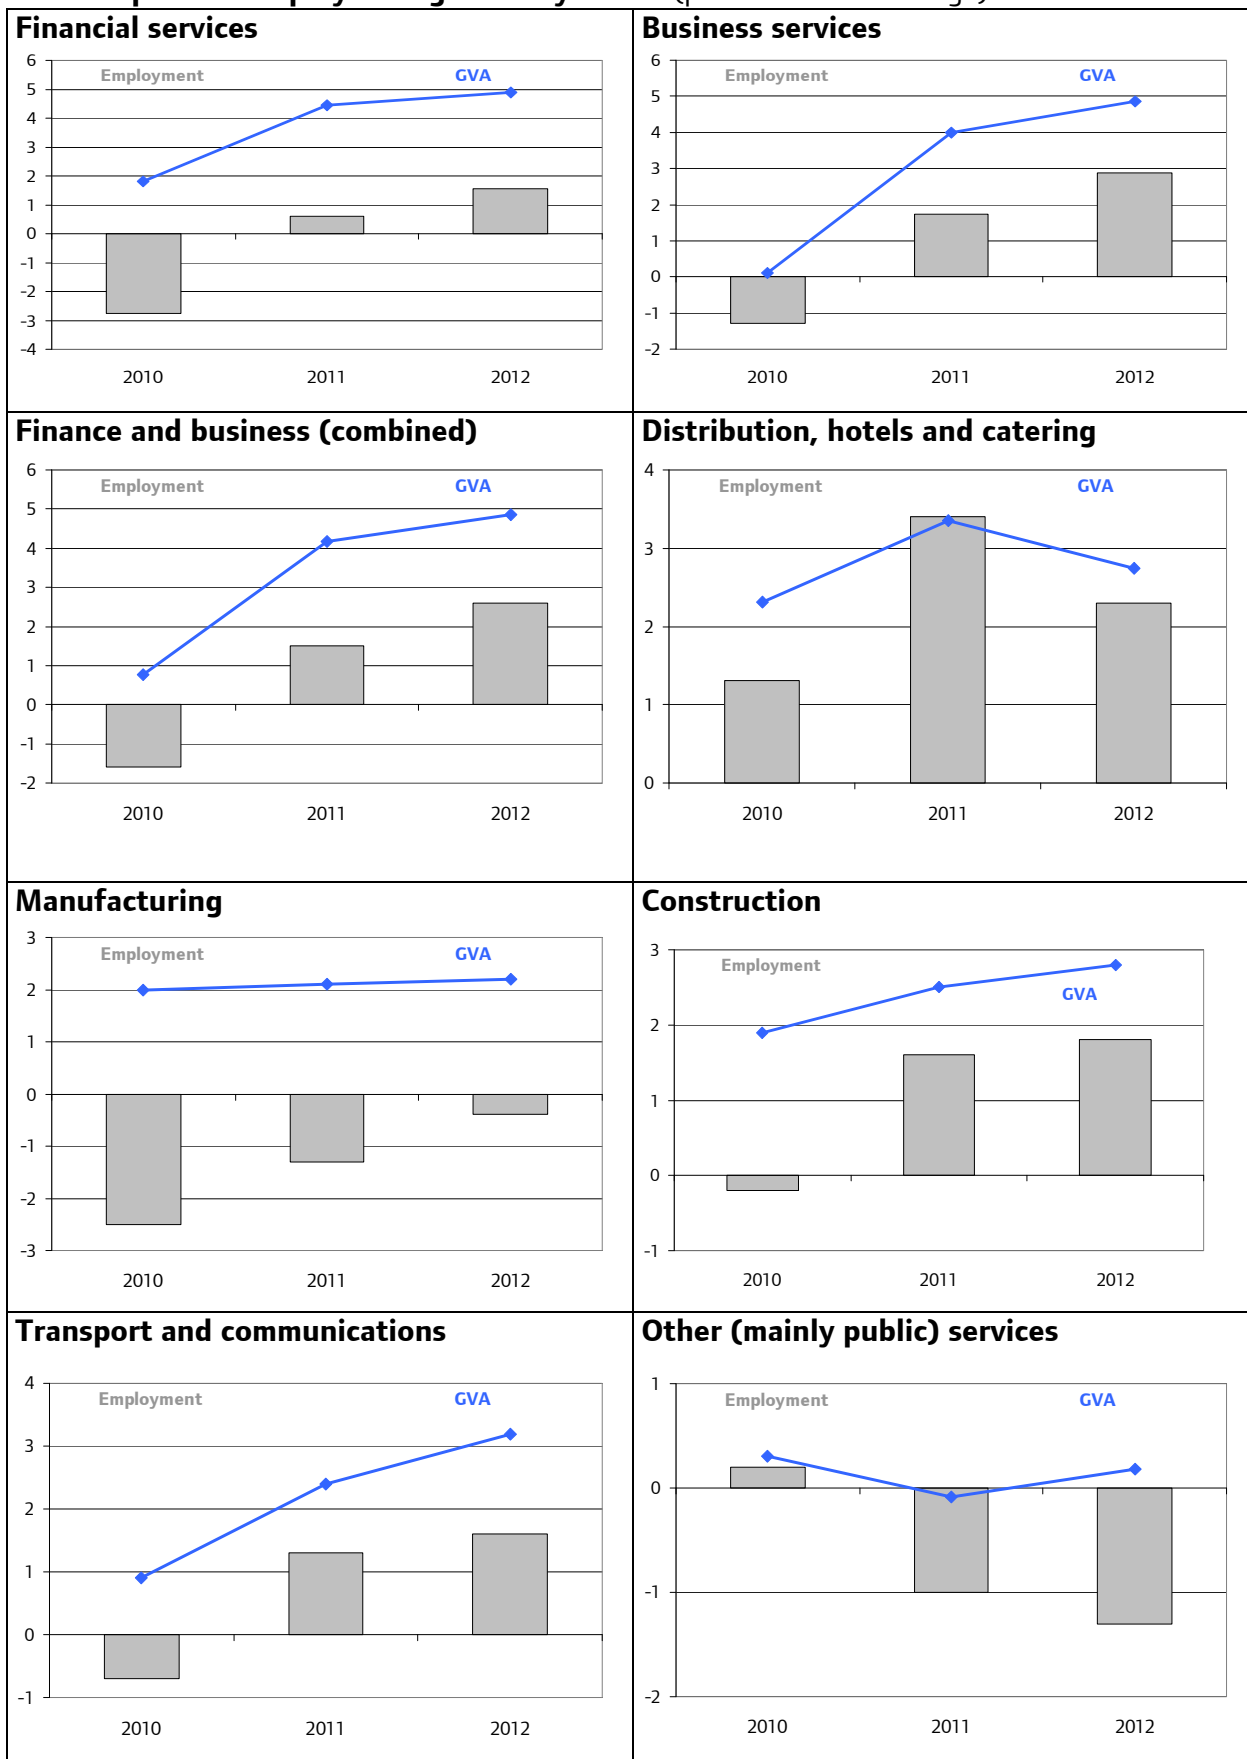 Financial services
6
Employment
GVA
5
4
3
2
1
0
-1
-2
-3
-4
2010 2011 2012
Business services
6
Employment
GVA
5
4
3
2
1
0
-1
-2
2010 2011 2012
Finance and business (combined)
6
Employment
GVA
5
4
3
2
1
0
-1
-2
2010 2011 2012
Distribution, hotels and catering
4
Employment
GVA
3
2
1
0
2010 2011 2012
Manufacturing
3
Employment
GVA
2
1
0
-1
-2
-3
2010 2011 2012
Construction
3
Employment
GVA
2
1
0
-1
2010 2011 2012
Transport and communications
4
Employment
GVA
3
2
1
0
-1
2010 2011 2012
Other (mainly public) services
1
Employment
GVA
0
-1
-2
2010 2011 2012